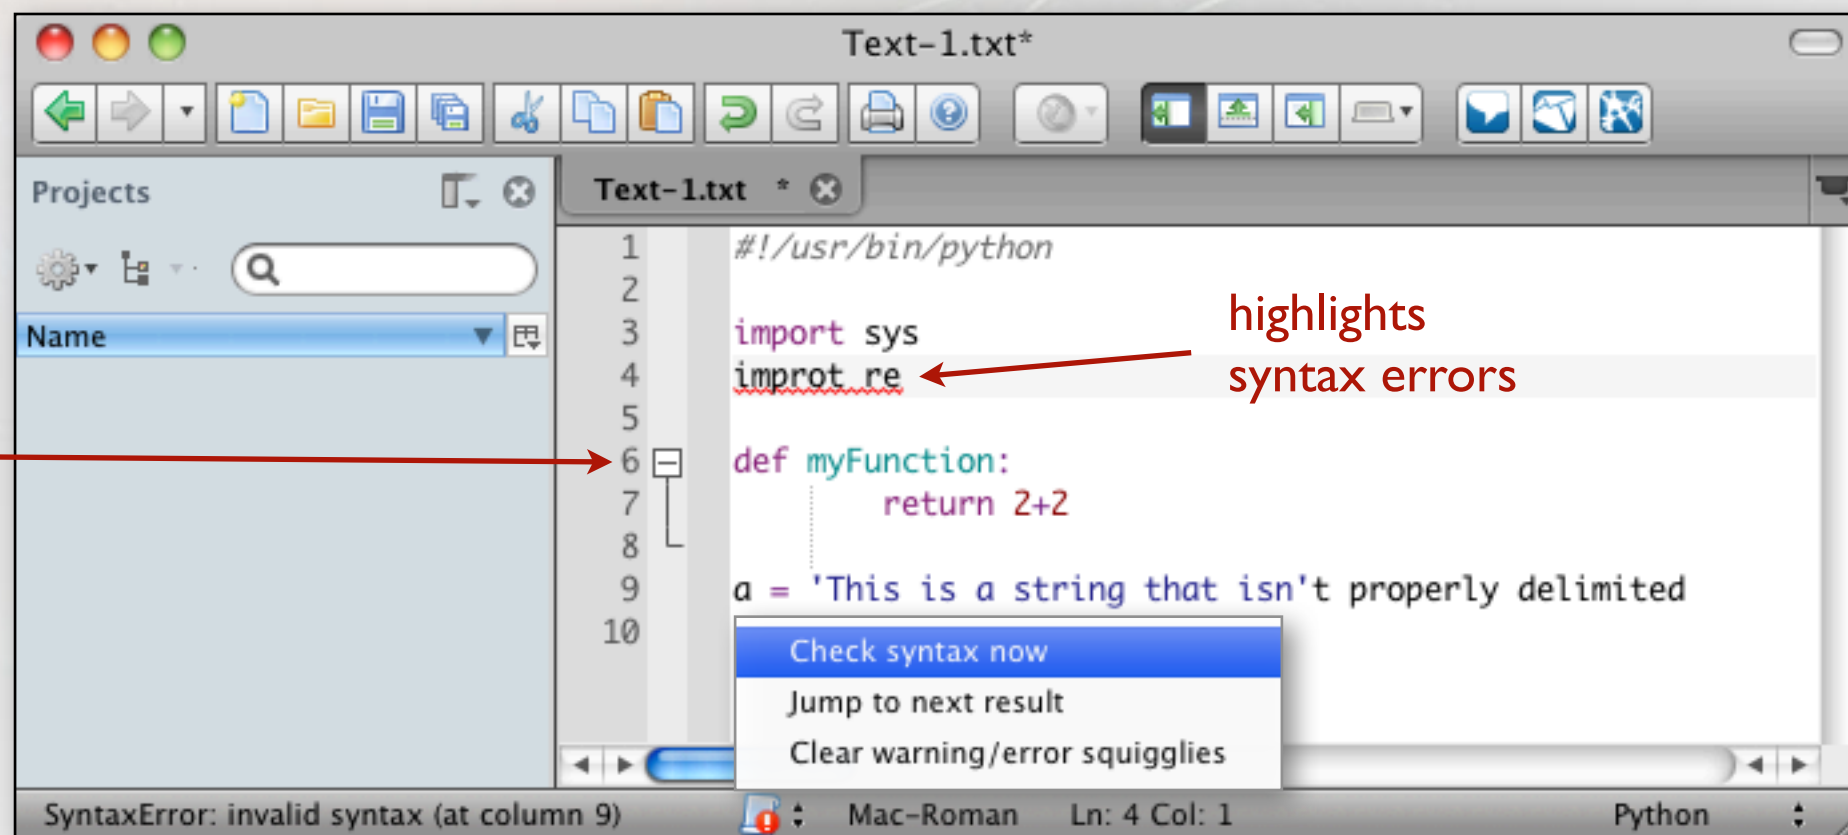 Text-1.txt*
Projects
Text-1.txt *
Name
1 #!/usr/bin/python
2
3 import sys
4 improt re
highlights
syntax errors
5
6 def myFunction:
7 return 2+2
8
9 a = 'This is a string that isn't properly delimited
10
Check syntax now
Jump to next result
Clear warning/error squigglies
SyntaxError: invalid syntax (at column 9) Mac-Roman Ln: 4 Col: 1 Python